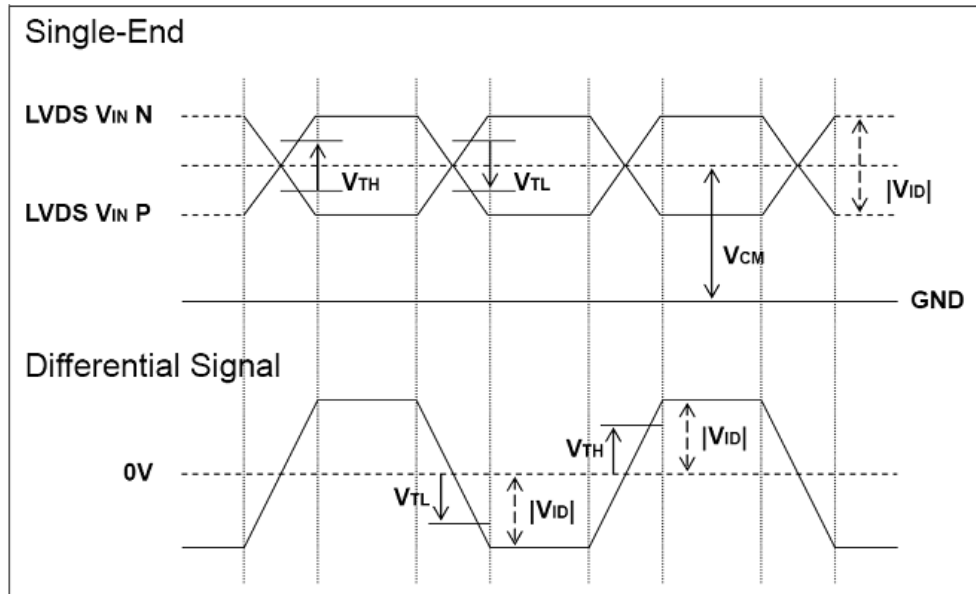 Single-End
LVDS VIN N
VTH
VTL
|VID|
LVDS VIN P
VCM
GND
Differential Signal
VTH
|VID|
0V
VTL
|VID|